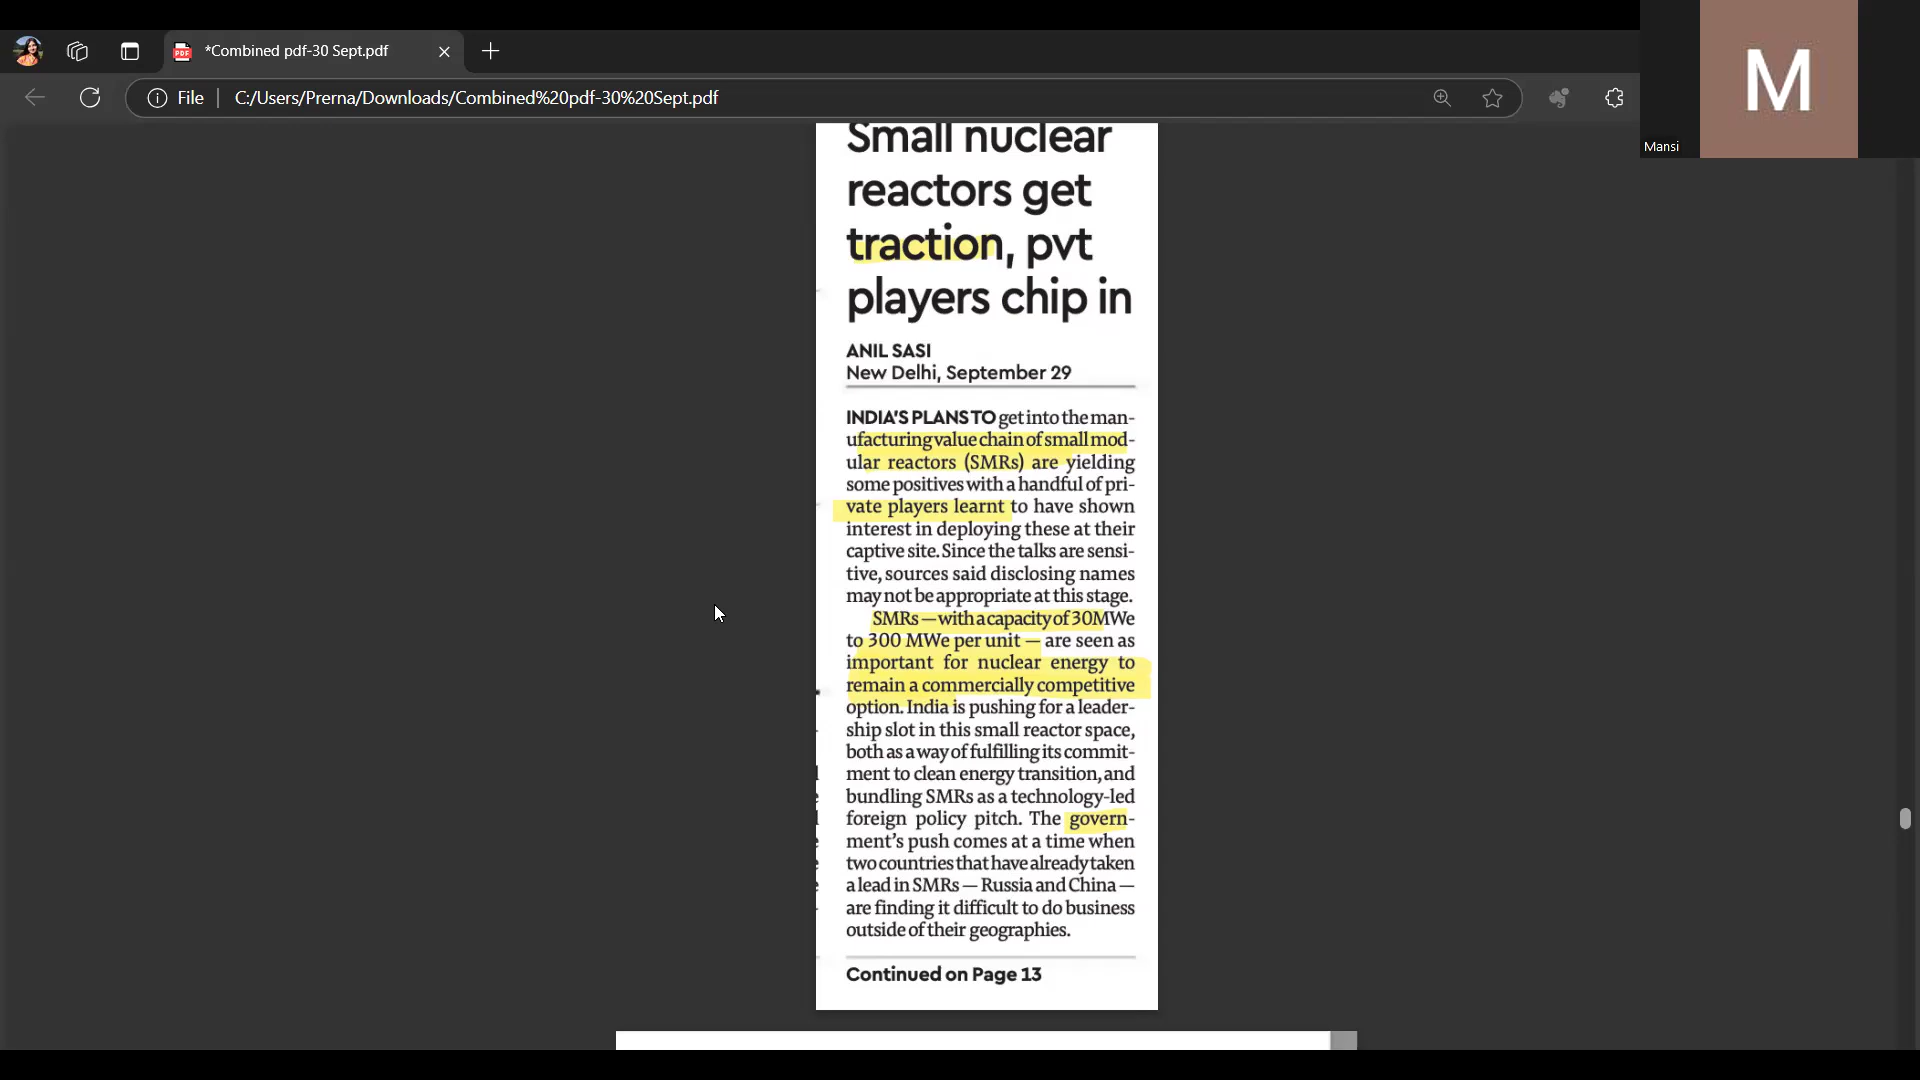 *Combined pdf-30 Sept.pdf
File
C:/Users/Prerna/Downloads/Combined%20pdf-30%20Sept.pdf
M
Mansi
Small nuclear
reactors get
traction, pvt
players chip in
ANIL SASI
New Delhi, September 29
INDIA'S PLANS TO get into the man-
ufacturing value chain of small mod-
ular reactors (SMRs) are yielding
some positives with a handful of pri-
vate players learnt to have shown
interest in deploying these at their
captive site. Since the talks are sensi-
tive, sources said disclosing names
may not be appropriate at this stage.
SMRs — with a capacity of 30MWe
to 300 MWe per unit — are seen as
important for nuclear energy to
remain a commercially competitive
option. India is pushing for a leader-
ship slot in this small reactor space,
both as a way of fulfilling its commit-
ment to clean energy transition, and
bundling SMRs as a technology-led
foreign policy pitch. The govern-
ment's push comes at a time when
two countries that have already taken
a lead in SMRs — Russia and China —
are finding it difficult to do business
outside of their geographies.
Continued on Page 13